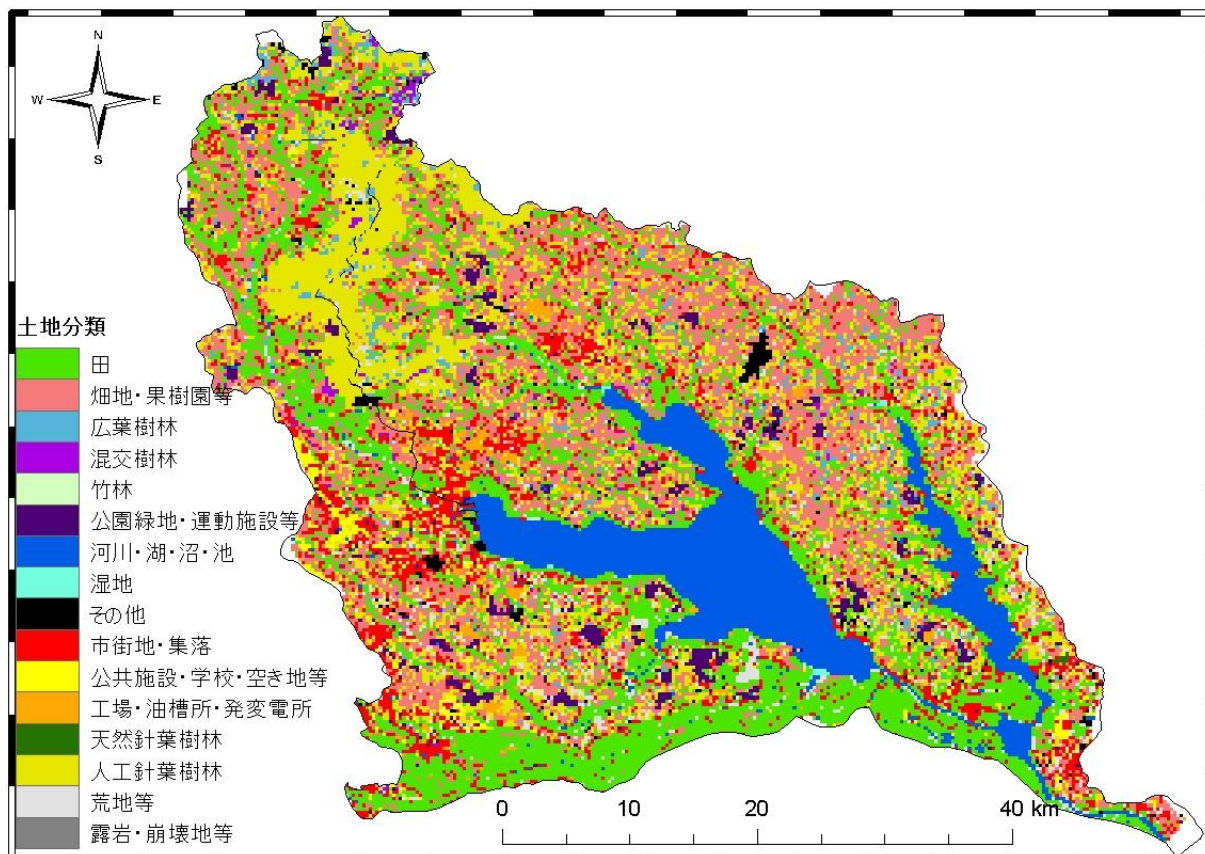 N
W E
S
土地分類
田
畑地・果樹園等
広葉樹林
混交樹林
竹林
公園緑地・運動施設等
河川・湖・沼・池
湿地
その他
市街地・集落
公共施設・学校・空き地等
工場・油槽所・発変電所
天然針葉樹林
人工針葉樹林
荒地等
露岩・崩壊地等
0 10 20 40 km